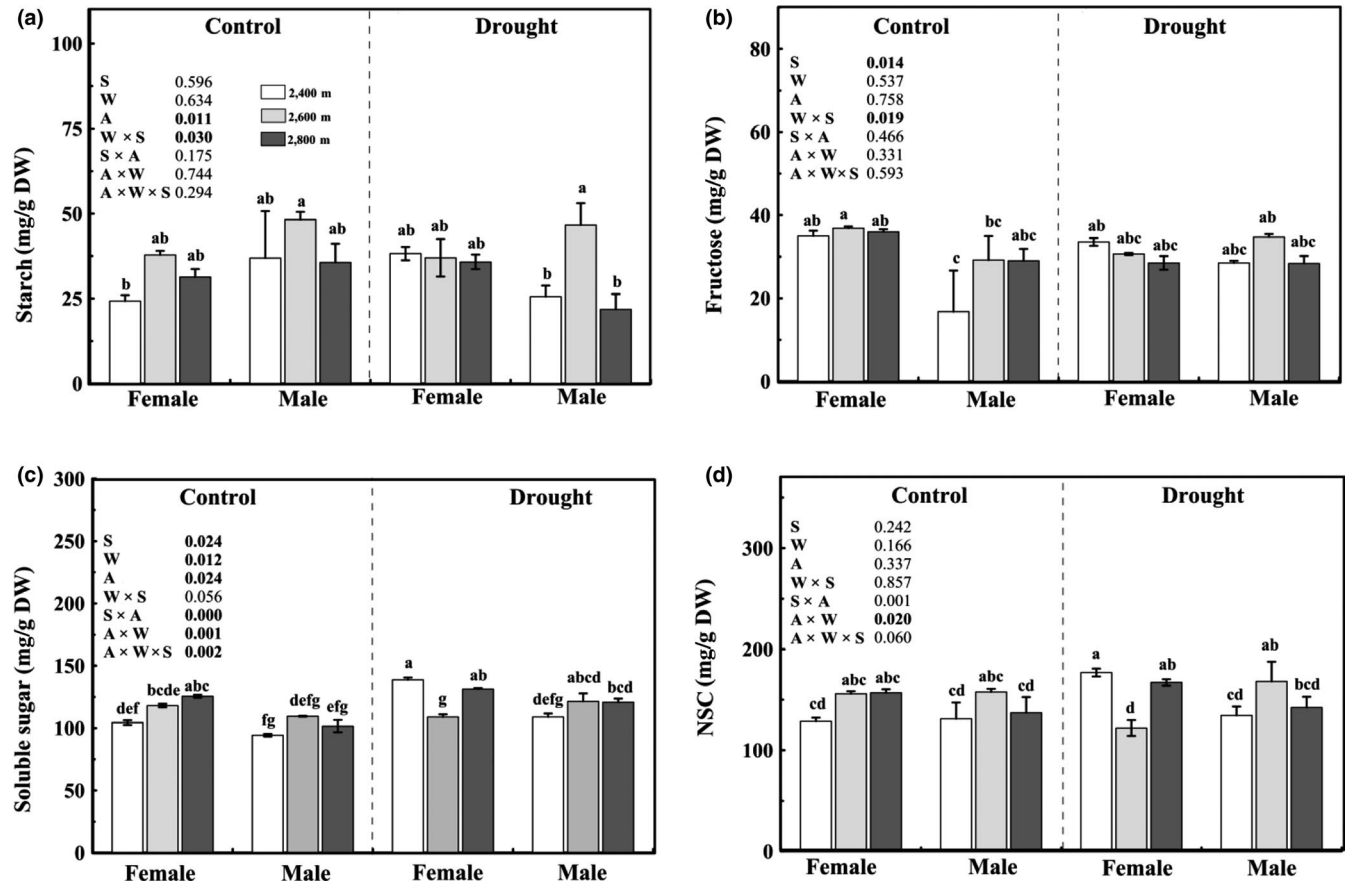 (a)
Control Drought
S 0.596
W 0.634
A 0.011
W × S 0.030
S × A 0.175
A × W 0.744
A × W × S 0.294
2,400 m
2,600 m
2,800 m
100
75
50
25
0
Starch (mg/g DW)
b ab ab ab a ab ab ab ab b a b
Female Male Female Male
(b)
Control Drought
S 0.014
W 0.537
A 0.758
W × S 0.019
S × A 0.466
A × W 0.331
A × W×S 0.593
80
60
40
20
0
Fructose (mg/g DW)
ab a ab c bc abc ab abc abc abc ab abc
Female Male Female Male
(c)
Control Drought
S 0.024
W 0.012
A 0.024
W × S 0.056
S × A 0.000
A × W 0.001
A × W × S 0.002
300
250
200
150
100
50
0
Soluble sugar (mg/g DW)
def bcde abc fg defg efg a g ab defg abcd bcd
Female Male Female Male
(d)
Control Drought
S 0.242
W 0.166
A 0.337
W × S 0.857
S × A 0.001
A × W 0.020
A × W × S 0.060
300
200
100
0
NSC (mg/g DW)
cd abc abc cd abc cd a d ab cd ab bcd
Female Male Female Male